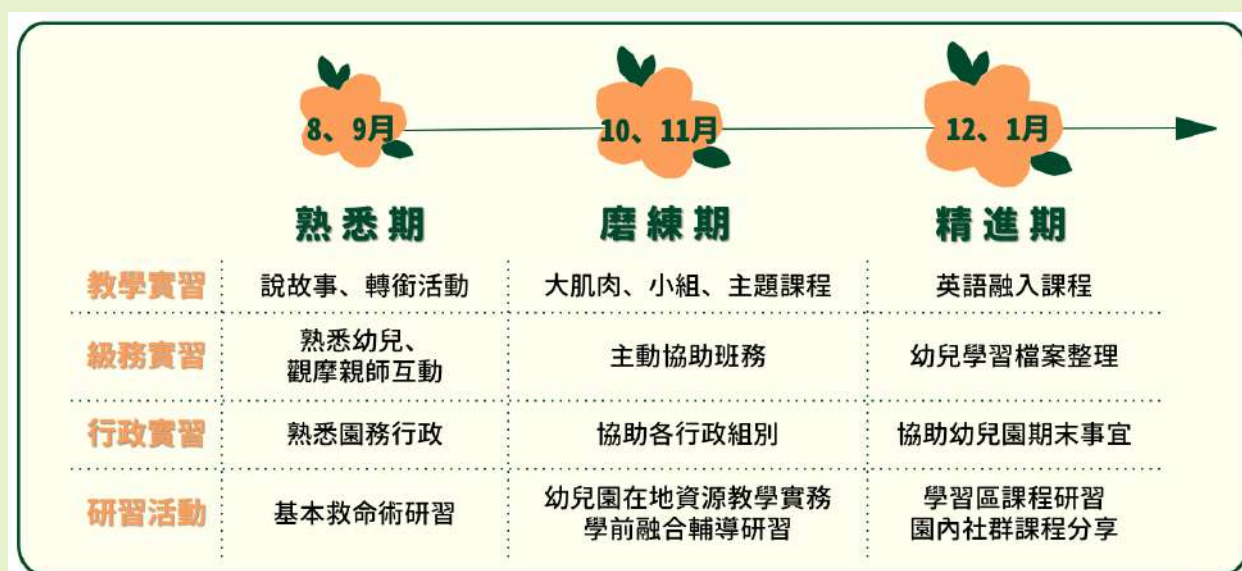 8、9月
10、11月
12、1月
熟悉期
磨練期
精進期
教學實習
說故事、轉銜活動
大肌肉、小組、主題課程
英語融入課程
級務實習
熟悉幼兒、
觀摩親師互動
主動協助班務
幼兒學習檔案整理
行政實習
熟悉園務行政
協助各行政組別
協助幼兒園期末事宜
研習活動
基本救命術研習
幼兒園在地資源教學實務
學前融合輔導研習
學習區課程研習
園內社群課程分享